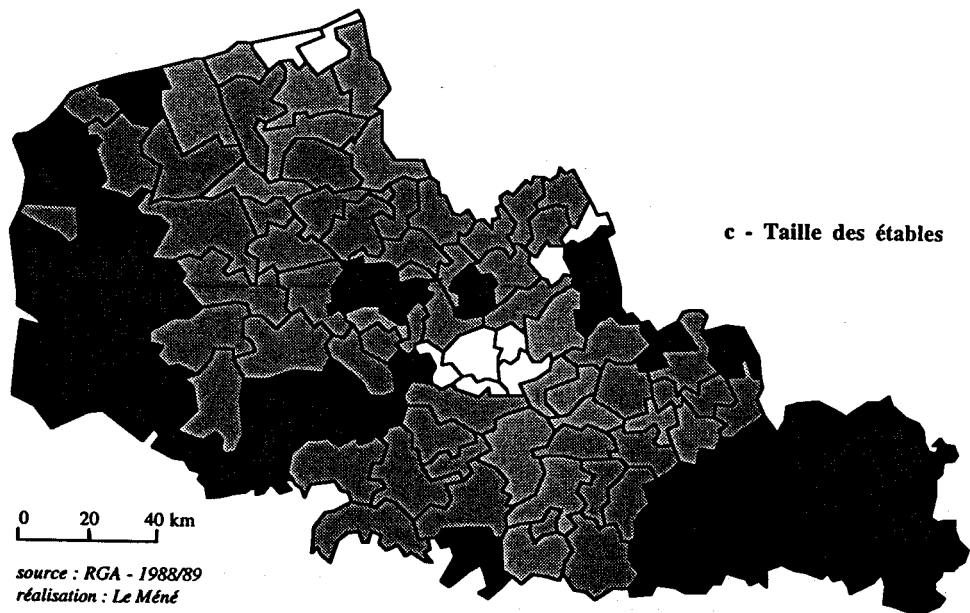 c - Taille des étables
0 20 40 km
source : RGA - 1988/89
réalisation : Le Méné